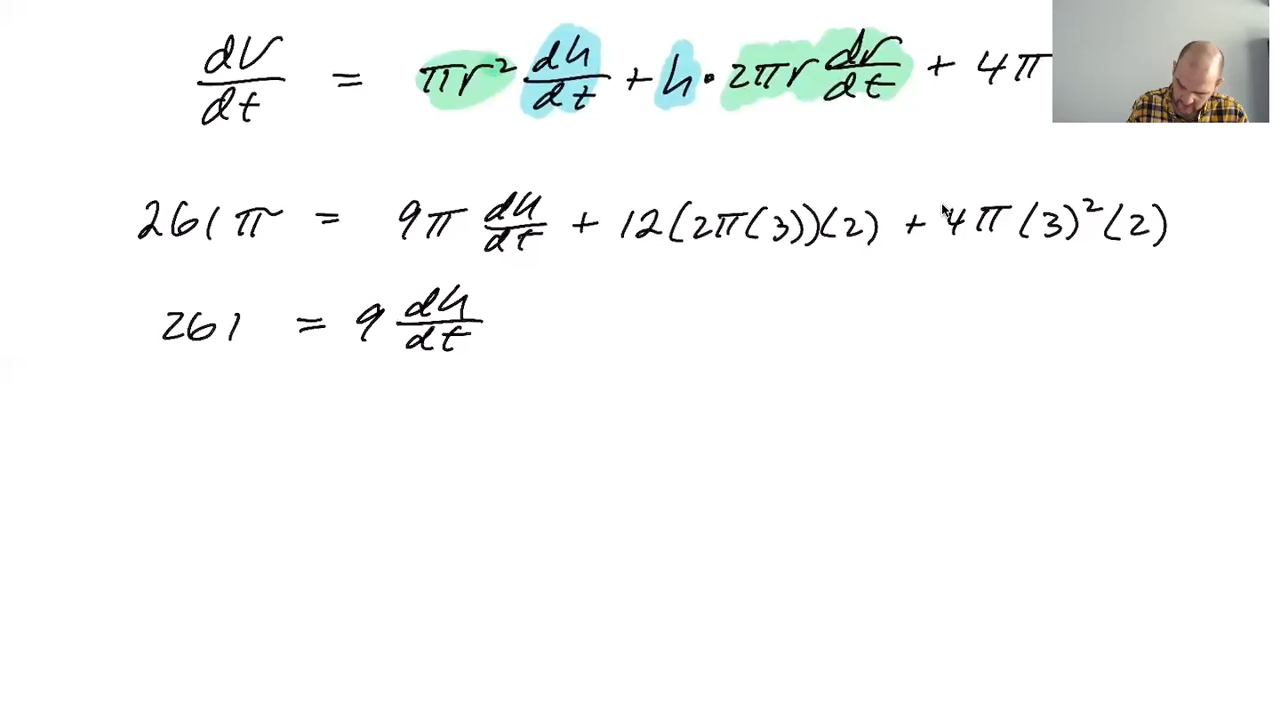 dV/dt = πr² dh/dt + h · 2πr dr/dt + 4π
261π = 9π dh/dt + 12(2π(3))(2) + 4π(3)²(2)
261 = 9 dh/dt